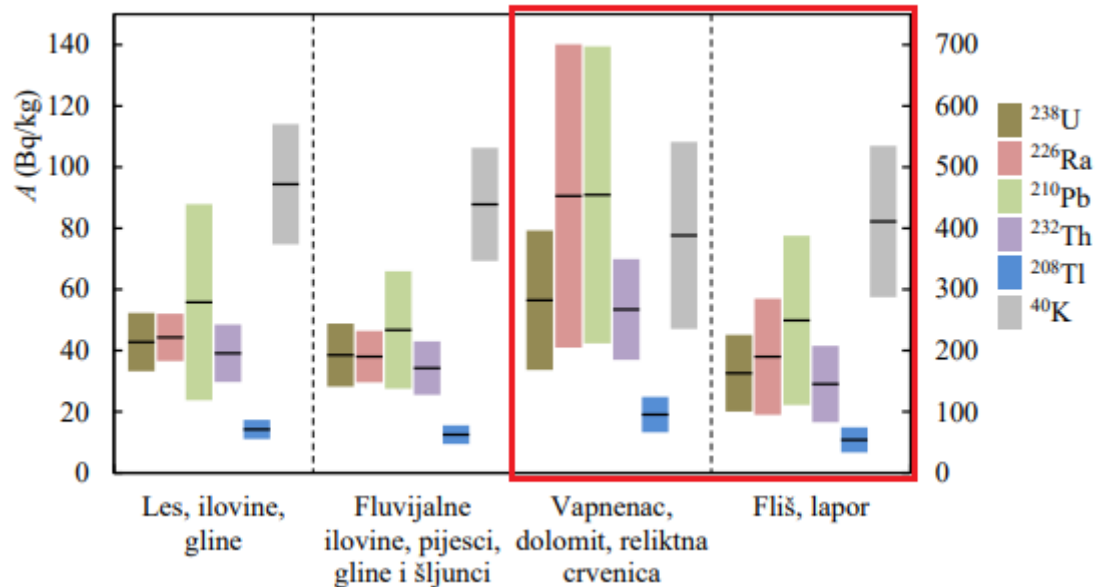 140
120
100
80
60
40
20
0
A (Bq/kg)
700
600
500
400
300
200
100
0
²³⁸U
²²⁶Ra
²¹⁰Pb
²³²Th
²⁰⁸Tl
⁴⁰K
Les, ilovine,
gline
Fluvijalne
ilovine, pijesci,
gline i šljunci
Vapnenac,
dolomit, reliktna
crvenica
Fliš, lapor